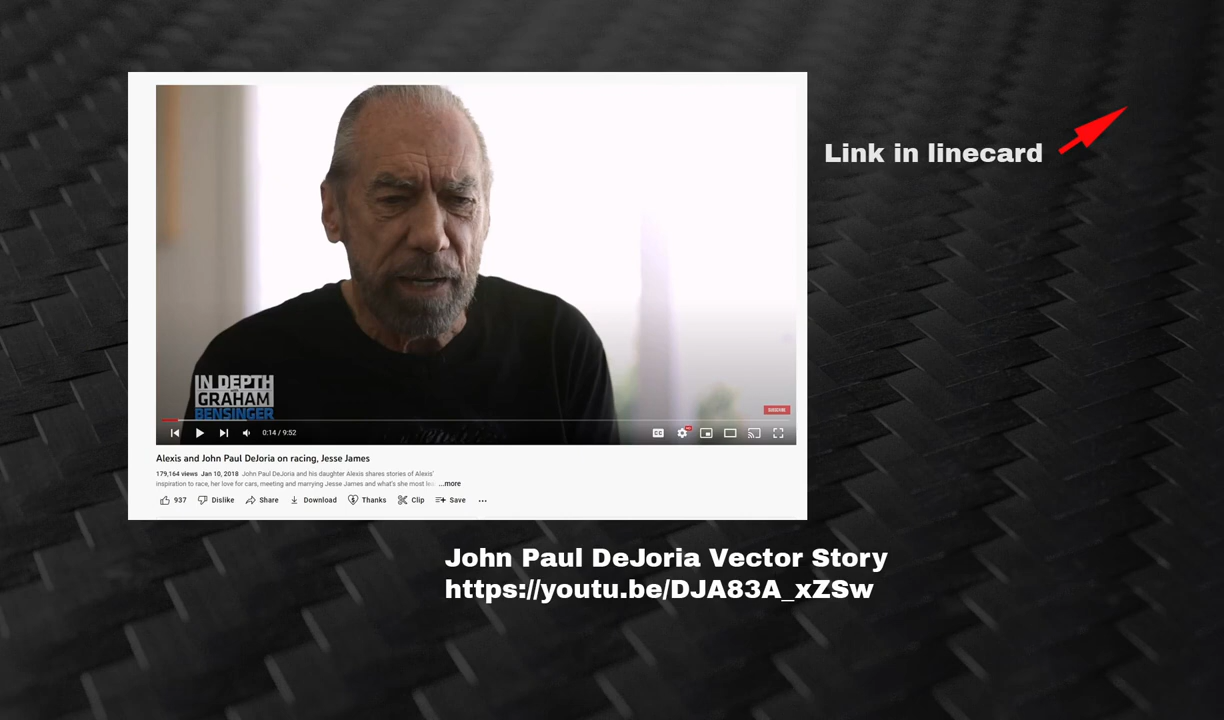 Link in linecard
IN DEPTH
GRAHAM
BENSINGER
SUBSCRIBE
0:14 / 9:52
CC
HD
Alexis and John Paul DeJoria on racing, Jesse James
179,164 views Jan 10, 2018 John Paul DeJoria and his daughter Alexis shares stories of Alexis'
inspiration to race, her love for cars, meeting and marrying Jesse James and what's she most ...more
937 Dislike Share Download Thanks Clip Save
John Paul DeJoria Vector Story
https://youtu.be/DJA83A_xZSw